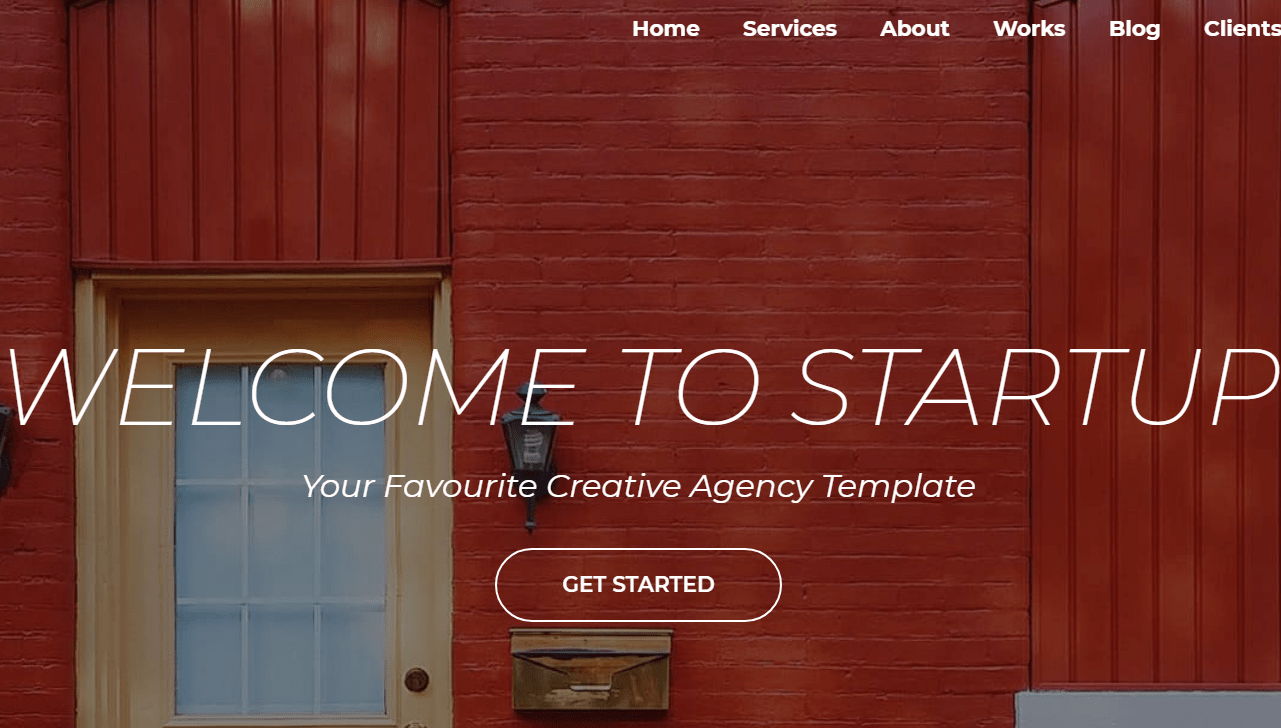 Home Services About Works Blog Clients
WELCOME TO STARTUP
Your Favourite Creative Agency Template
GET STARTED